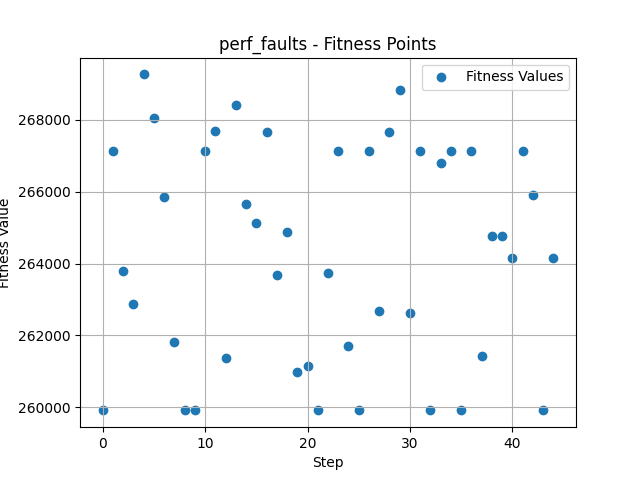 perf_faults - Fitness Points
Fitness Values
268000
266000
264000
262000
260000
Fitness Value
0 10 20 30 40
Step